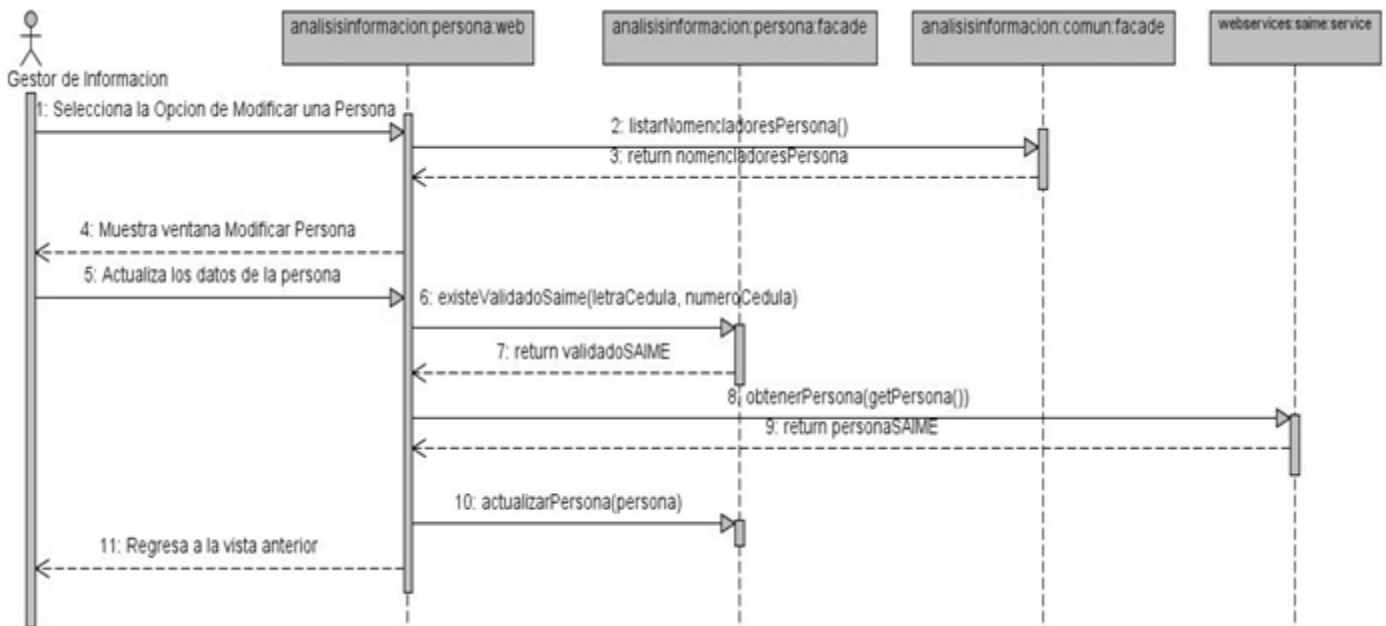 analisisinformacion:persona:web
analisisinformacion:persona:facade
analisisinformacion:comun:facade
webservices:saime:service
Gestor de Informacion
1: Selecciona la Opcion de Modificar una Persona
2: listarNomencladoresPersona()
3: return nomencladoresPersona
4: Muestra ventana Modificar Persona
5: Actualiza los datos de la persona
6: existeValidadoSaime(letraCedula, numeroCedula)
7: return validadoSAIME
8: obtenerPersona(getPersona())
9: return personaSAIME
10: actualizarPersona(persona)
11: Regresa a la vista anterior